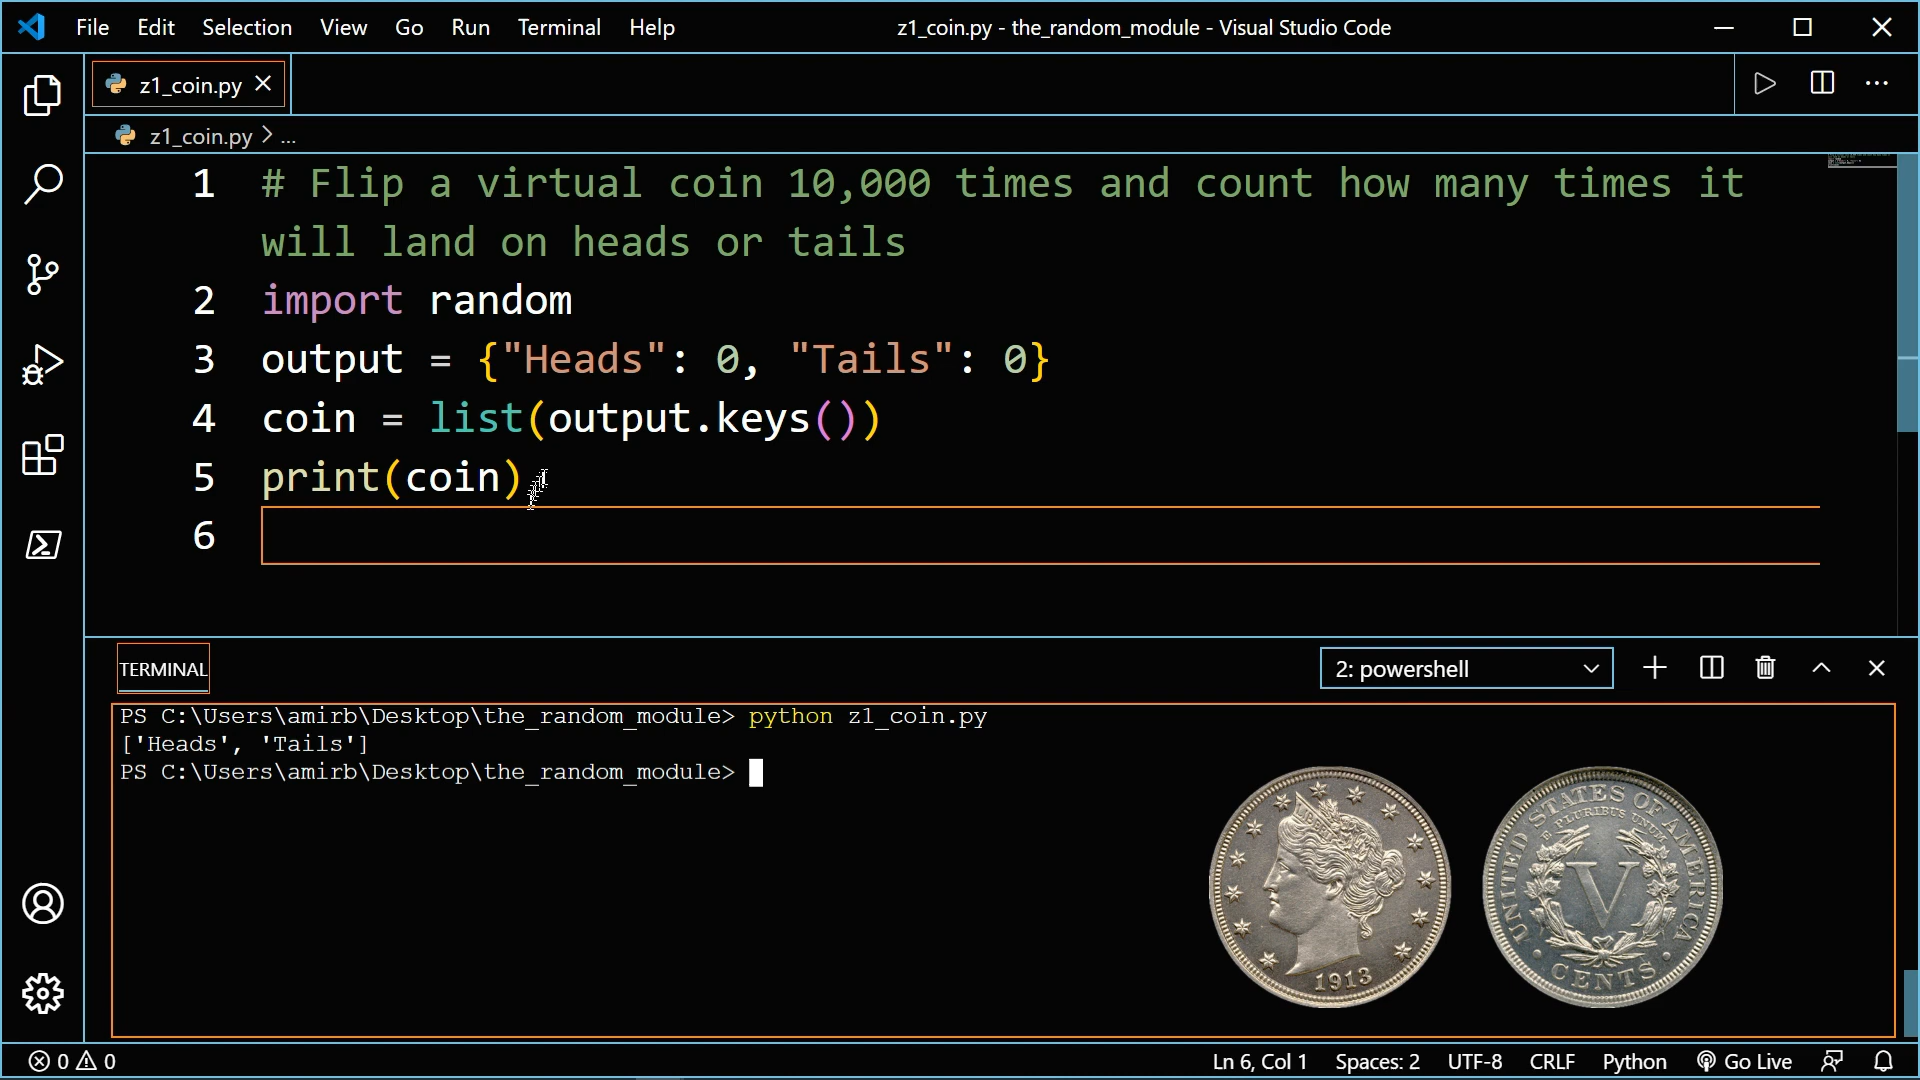 File Edit Selection View Go Run Terminal Help z1_coin.py - the_random_module - Visual Studio Code
z1_coin.py
z1_coin.py > ...
1 # Flip a virtual coin 10,000 times and count how many times it
will land on heads or tails
2 import random
3 output = {"Heads": 0, "Tails": 0}
4 coin = list(output.keys())
5 print(coin)
6
TERMINAL 2: powershell
PS C:\Users\amirb\Desktop\the_random_module> python z1_coin.py
['Heads', 'Tails']
PS C:\Users\amirb\Desktop\the_random_module>
LIBERTY
1913
UNITED STATES OF AMERICA
E PLURIBUS UNUM
V
CENTS
0 0 Ln 6, Col 1 Spaces: 2 UTF-8 CRLF Python Go Live